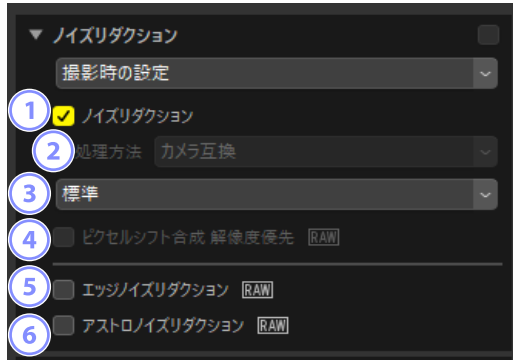 ▼ ノイズリダクション
撮影時の設定
1 ノイズリダクション
2 処理方法 カメラ互換
3 標準
4 ピクセルシフト合成 解像度優先 RAW
5 エッジノイズリダクション RAW
6 アストロノイズリダクション RAW